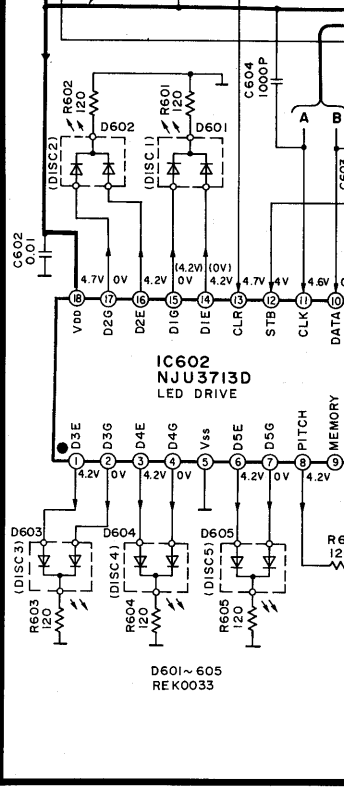 R602
120
R601
120
C604
1000P
D602
D601
A
B
(DISC2)
(DISC 1)
C602
0.01
(4.2V)
(0V)
4.7V
0V
4.2V
0V
4.2V
4.7V
4V
4.6V
18
17
16
15
14
13
12
11
10
VDD
D2G
D2E
D1G
D1E
CLR
STB
CLK
DATA
IC602
NJU3713D
LED DRIVE
D3E
D3G
D4E
D4G
Vss
D5E
D5G
PITCH
MEMORY
1
2
3
4
5
6
7
8
9
4.2V
0V
4.2V
0V
4.2V
0V
4.2V
D603
D604
D605
(DISC3)
(DISC4)
(DISC5)
R603
120
R604
120
R605
120
D601~605
REK0033